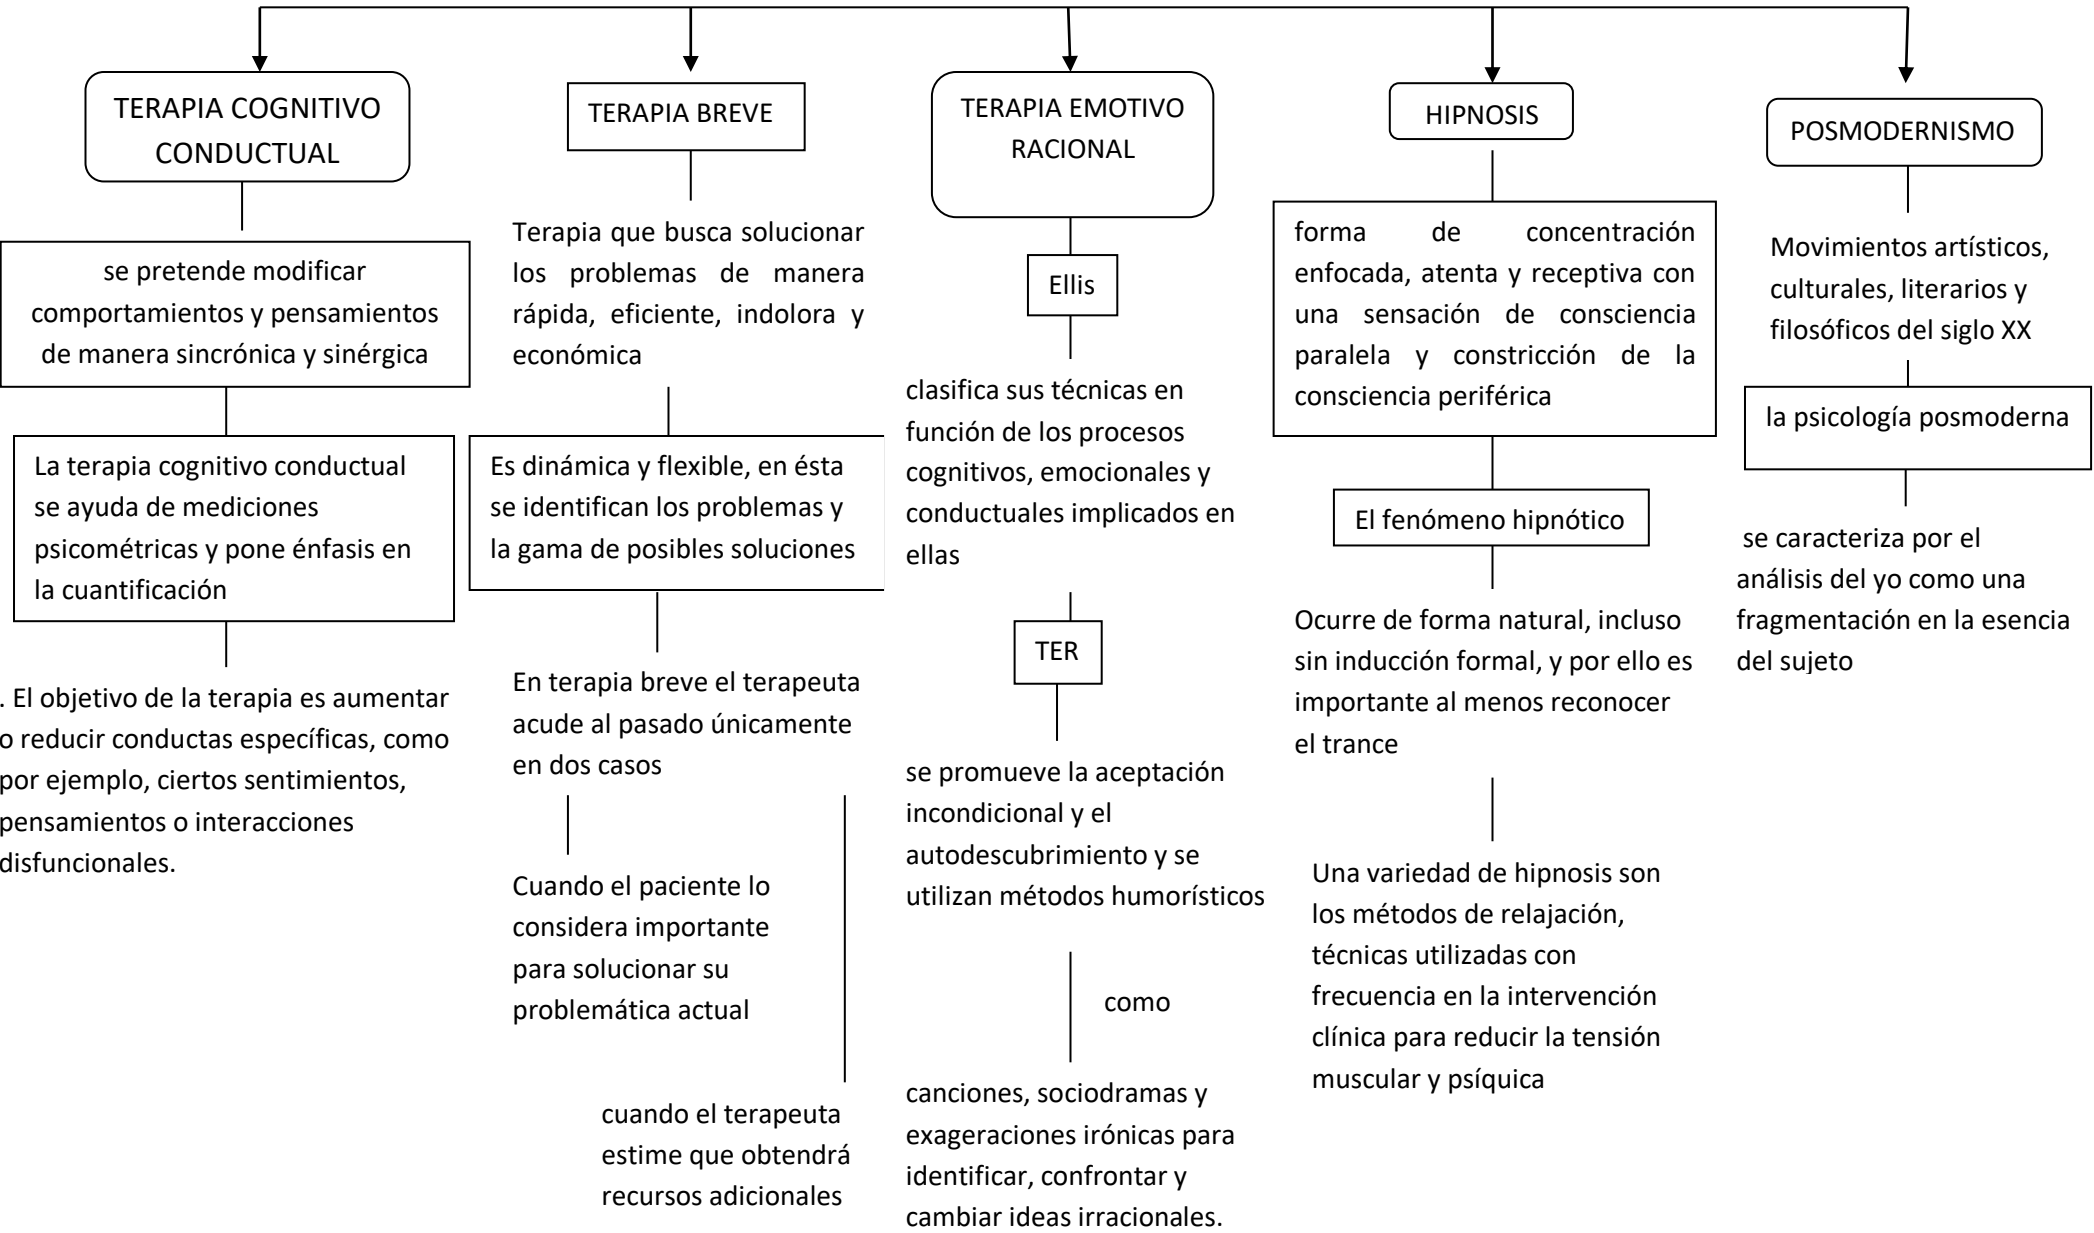 TERAPIA COGNITIVO
CONDUCTUAL
se pretende modificar
comportamientos y pensamientos
de manera sincrónica y sinérgica
La terapia cognitivo conductual
se ayuda de mediciones
psicométricas y pone énfasis en
la cuantificación
. El objetivo de la terapia es aumentar
o reducir conductas específicas, como
por ejemplo, ciertos sentimientos,
pensamientos o interacciones
disfuncionales.
TERAPIA BREVE
Terapia que busca solucionar
los problemas de manera
rápida, eficiente, indolora y
económica
Es dinámica y flexible, en ésta
se identifican los problemas y
la gama de posibles soluciones
En terapia breve el terapeuta
acude al pasado únicamente
en dos casos
Cuando el paciente lo
considera importante
para solucionar su
problemática actual
cuando el terapeuta
estime que obtendrá
recursos adicionales
TERAPIA EMOTIVO
RACIONAL
Ellis
clasifica sus técnicas en
función de los procesos
cognitivos, emocionales y
conductuales implicados en
ellas
TER
se promueve la aceptación
incondicional y el
autodescubrimiento y se
utilizan métodos humorísticos
como
canciones, sociodramas y
exageraciones irónicas para
identificar, confrontar y
cambiar ideas irracionales.
HIPNOSIS
forma de concentración
enfocada, atenta y receptiva con
una sensación de consciencia
paralela y constricción de la
consciencia periférica
El fenómeno hipnótico
Ocurre de forma natural, incluso
sin inducción formal, y por ello es
importante al menos reconocer
el trance
Una variedad de hipnosis son
los métodos de relajación,
técnicas utilizadas con
frecuencia en la intervención
clínica para reducir la tensión
muscular y psíquica
POSMODERNISMO
Movimientos artísticos,
culturales, literarios y
filosóficos del siglo XX
la psicología posmoderna
se caracteriza por el
análisis del yo como una
fragmentación en la esencia
del sujeto